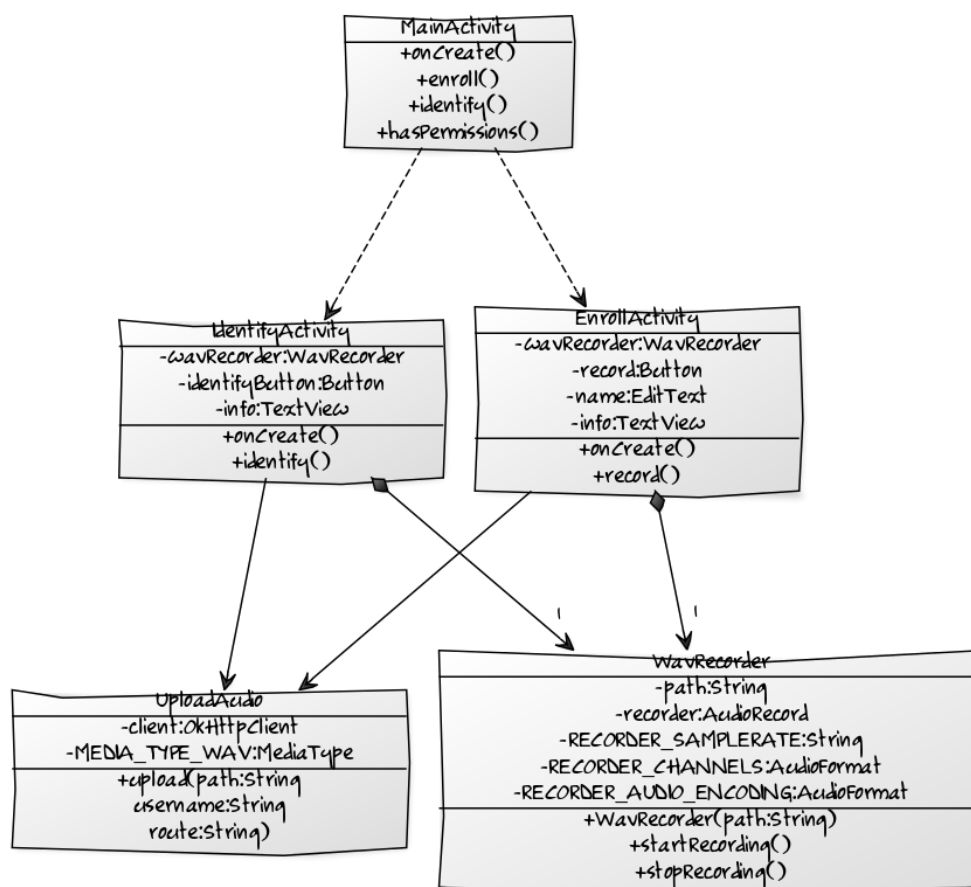 MainActivity
+onCreate()
+enroll()
+identify()
+hasPermissions()
IdentifyActivity
-wavRecorder:WavRecorder
-identifyButton:Button
-info:TextView
+onCreate()
+identify()
EnrollActivity
-wavRecorder:WavRecorder
-record:Button
-name:EditText
-info:TextView
+onCreate()
+record()
1
1
UploadAudio
-client:OkHttpClient
-MEDIA_TYPE_WAV:MediaType
+upload(path:String
username:String
route:String)
WavRecorder
-path:String
-recorder:AudioRecord
-RECORDER_SAMPLERATE:String
-RECORDER_CHANNELS:AudioFormat
-RECORDER_AUDIO_ENCODING:AudioFormat
+WavRecorder(path:String)
+startRecording()
+stopRecording()